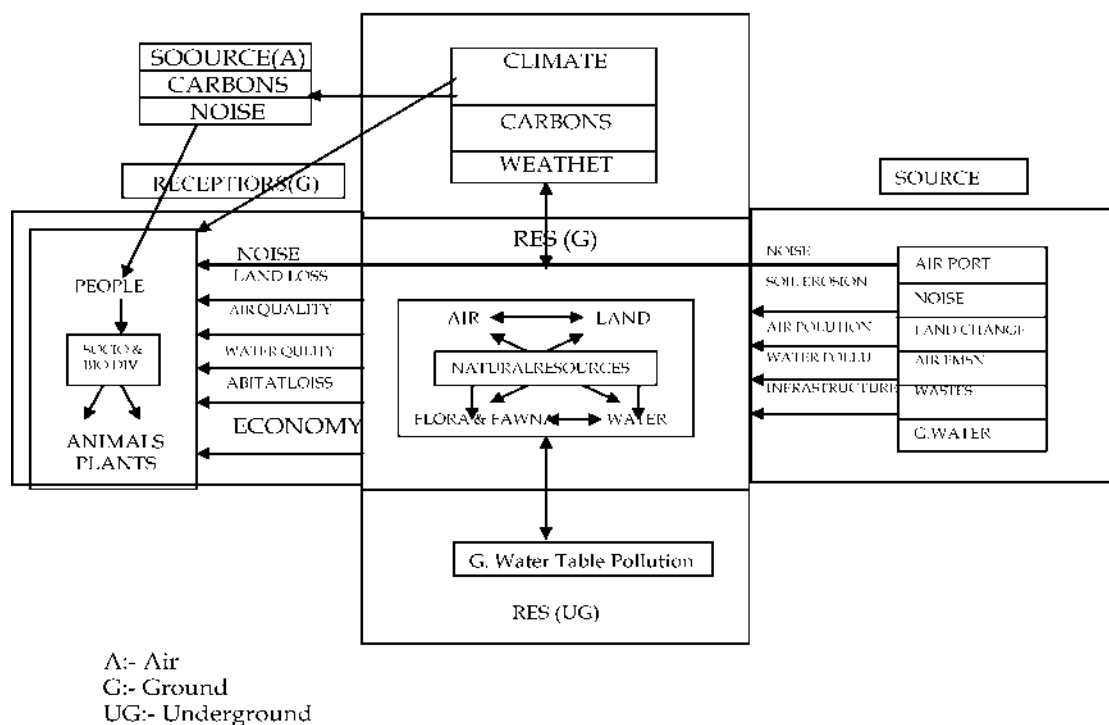 SOOURCE(A)
CARBONS
NOISE
CLIMATE
CARBONS
WEATHET
RECEPTIORS(G)
SOURCE
RES (G)
NOISE
LAND LOSS
AIR QUALITY
WATER QULITY
ABITATLOISS
ECONOMY
PEOPLE
SOCIO &
BIO DIV
ANIMALS
PLANTS
AIR
LAND
NATURALRESOURCES
FLORA & FAWNA
WATER
NOISE
SOIL EROSION
AIR POLUTION
WATER POLLU
INFRASTRUCTURE
AIR PORT
NOISE
LAND CHANGE
AIR EMSN
WASTES
G.WATER
G. Water Table Pollution
RES (UG)
A:- Air
G:- Ground
UG:- Underground